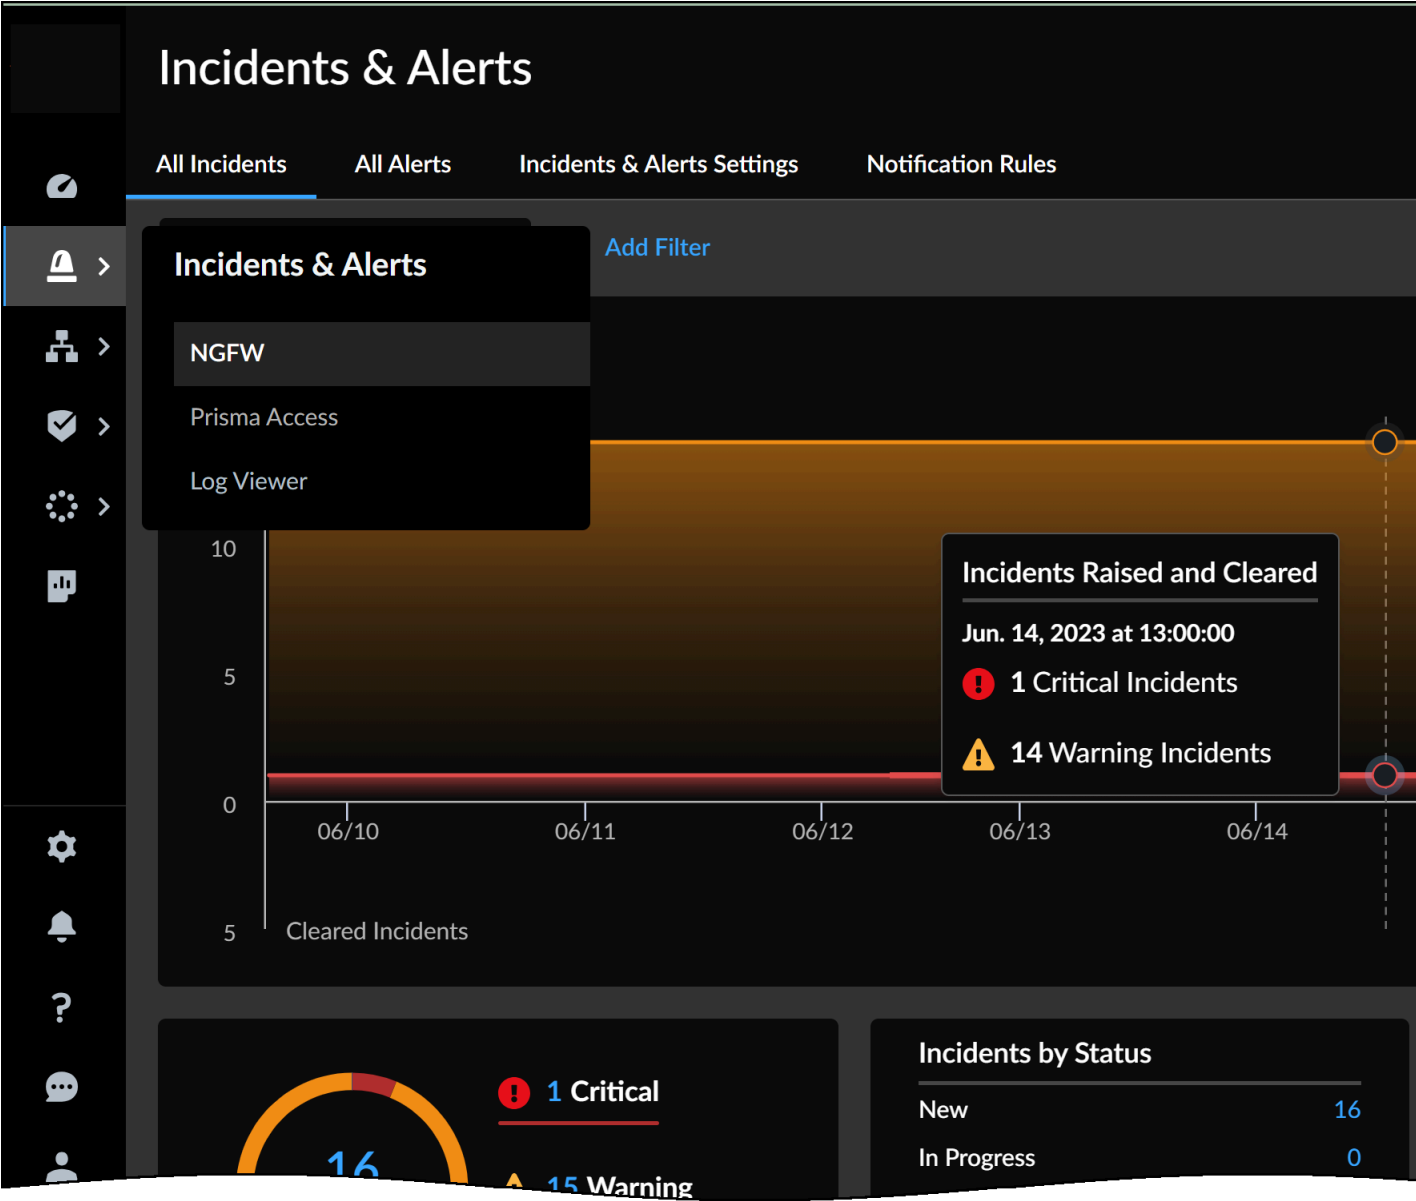 Incidents & Alerts
All Incidents
All Alerts
Incidents & Alerts Settings
Notification Rules
Add Filter
Incidents & Alerts
NGFW
Prisma Access
Log Viewer
10
5
0
5
Incidents Raised and Cleared
Jun. 14, 2023 at 13:00:00
1 Critical Incidents
14 Warning Incidents
06/10
06/11
06/12
06/13
06/14
Cleared Incidents
16
1 Critical
15 Warning
Incidents by Status
New 16
In Progress 0